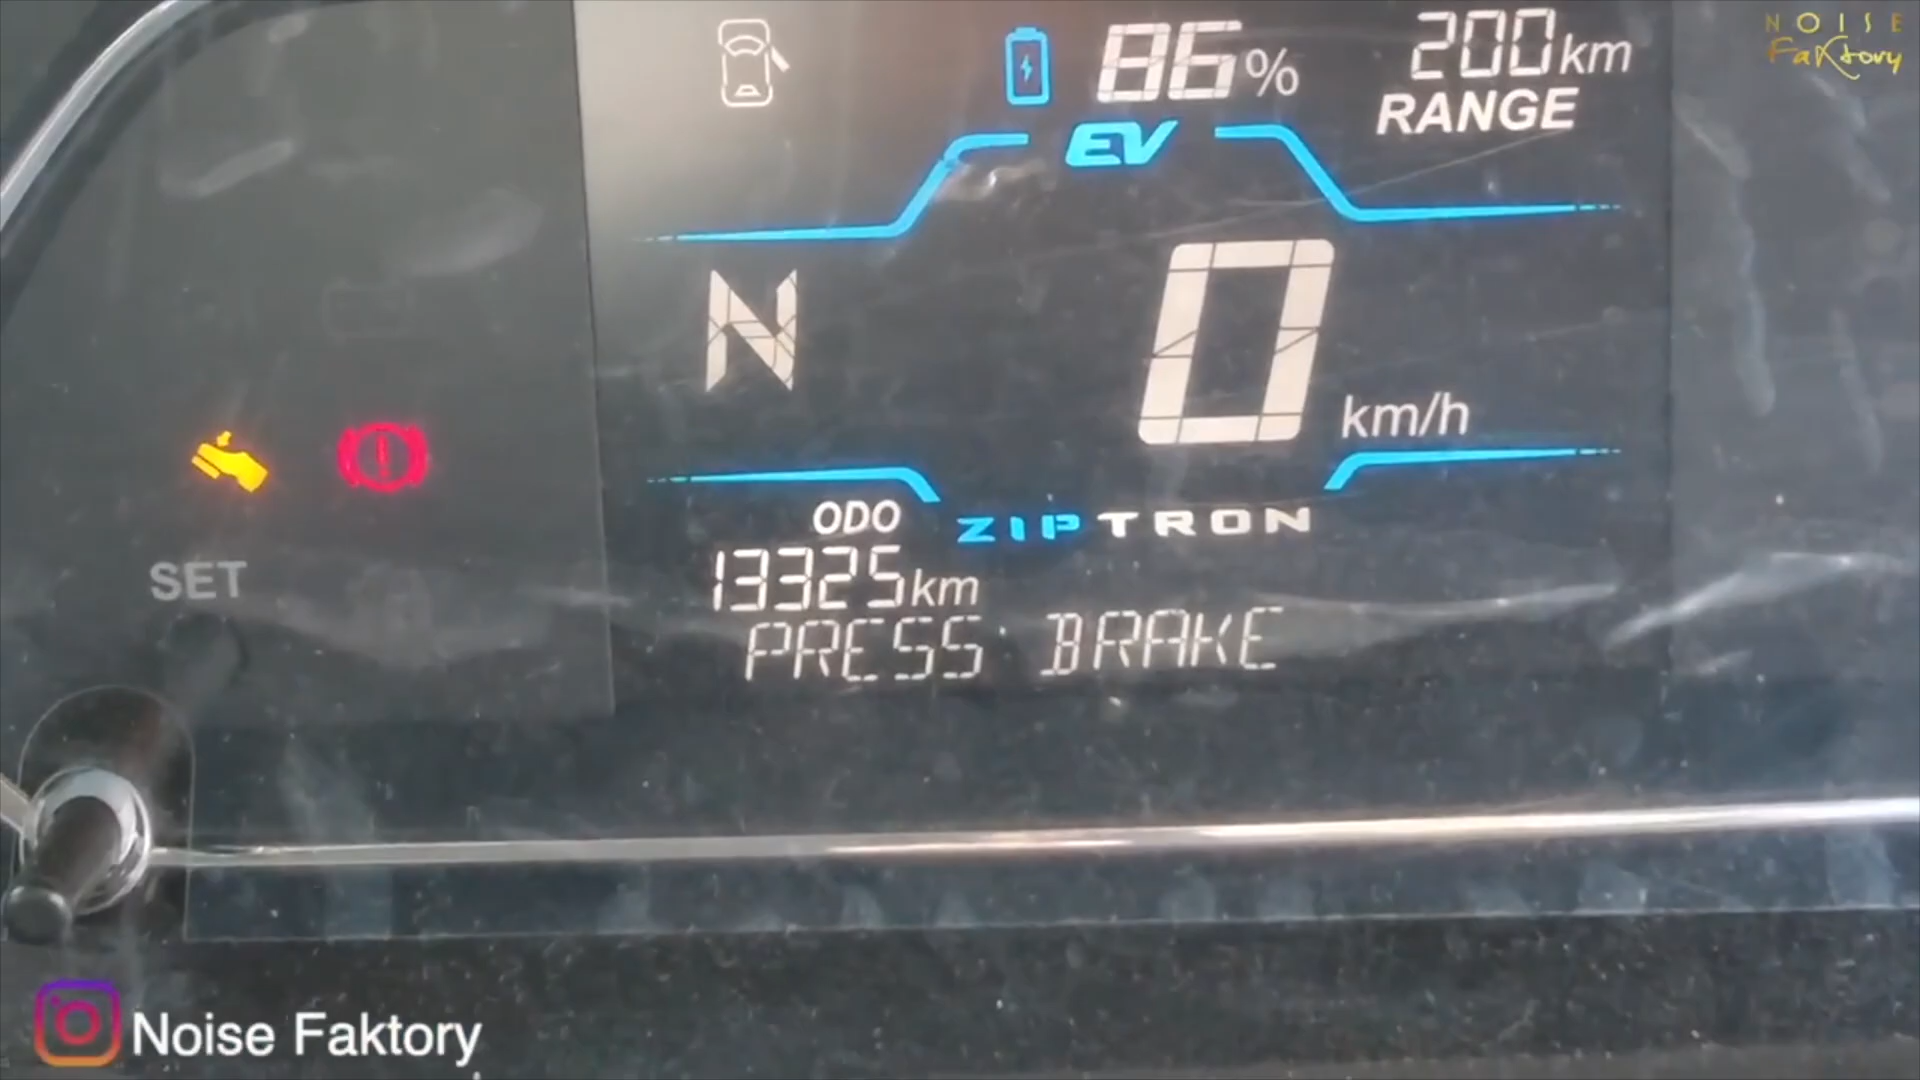 NOISE
Faktory
86%
200km
RANGE
EV
N
0
km/h
ODO
ZIPTRON
13325km
PRESS BRAKE
SET
Noise Faktory